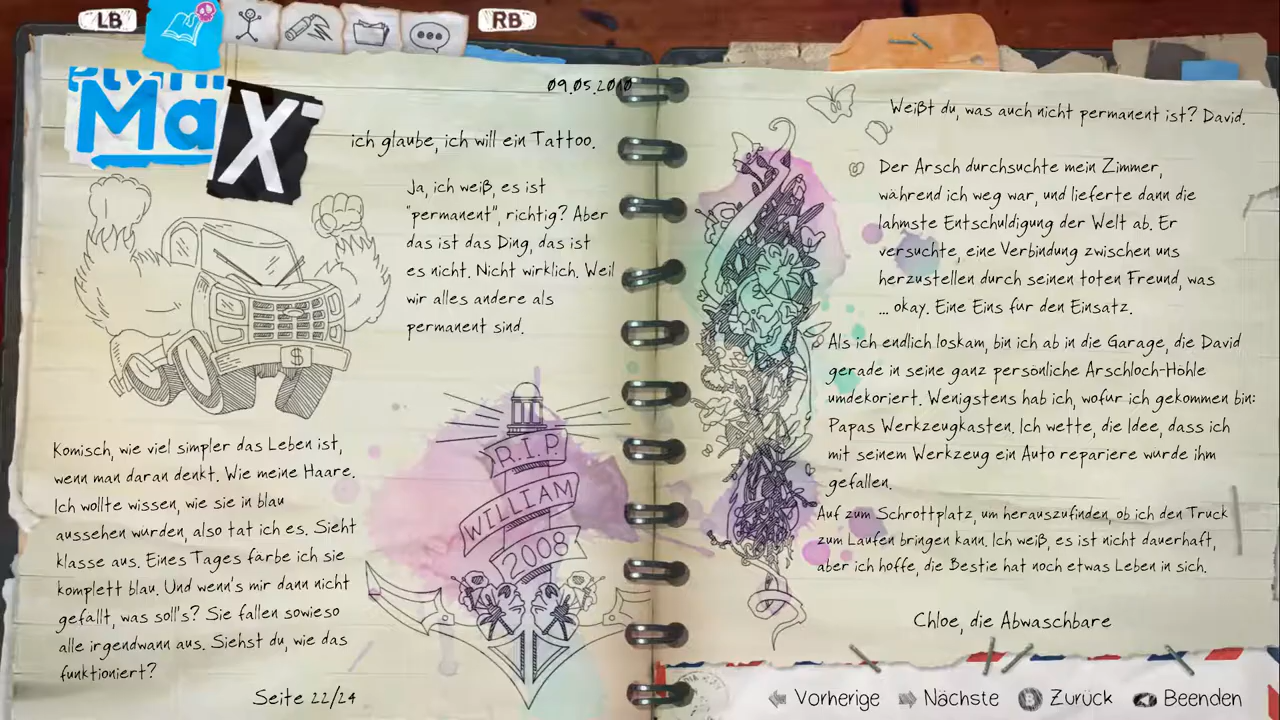 LB
RB
Max
09.05.2010
ich glaube, ich will ein Tattoo.
Ja, ich weiß, es ist
"permanent", richtig? Aber
das ist das Ding, das ist
es nicht. Nicht wirklich. Weil
wir alles andere als
permanent sind.
$
Komisch, wie viel simpler das Leben ist,
wenn man daran denkt. Wie meine Haare.
Ich wollte wissen, wie sie in blau
aussehen würden, also tat ich es. Sieht
klasse aus. Eines Tages färbe ich sie
komplett blau. Und wenn's mir dann nicht
gefällt, was soll's? Sie fallen sowieso
alle irgendwann aus. Siehst du, wie das
funktioniert?
R.I.P.
WILLIAM
2008
Seite 22/24
Weißt du, was auch nicht permanent ist? David.
Der Arsch durchsuchte mein Zimmer,
während ich weg war, und lieferte dann die
lahmste Entschuldigung der Welt ab. Er
versuchte, eine Verbindung zwischen uns
herzustellen durch seinen toten Freund, was
... okay. Eine Eins für den Einsatz.
Als ich endlich loskam, bin ich ab in die Garage, die David
gerade in seine ganz persönliche Arschloch-Höhle
umdekoriert. Wenigstens hab ich, wofür ich gekommen bin:
Papas Werkzeugkasten. Ich wette, die Idee, dass ich
mit seinem Werkzeug ein Auto repariere würde ihm
gefallen.
Auf zum Schrottplatz, um herauszufinden, ob ich den Truck
zum Laufen bringen kann. Ich weiß, es ist nicht dauerhaft,
aber ich hoffe, die Bestie hat noch etwas Leben in sich.
Chloe, die Abwaschbare
Vorherige
Nächste
B Zurück
Beenden